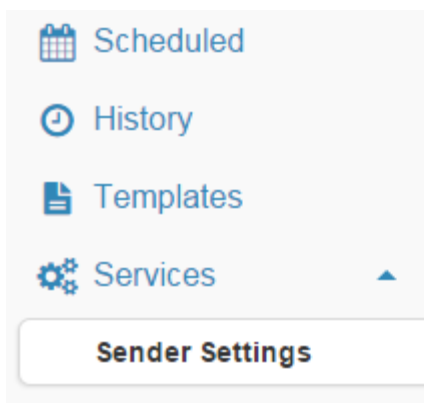 Scheduled
History
Templates
Services
Sender Settings